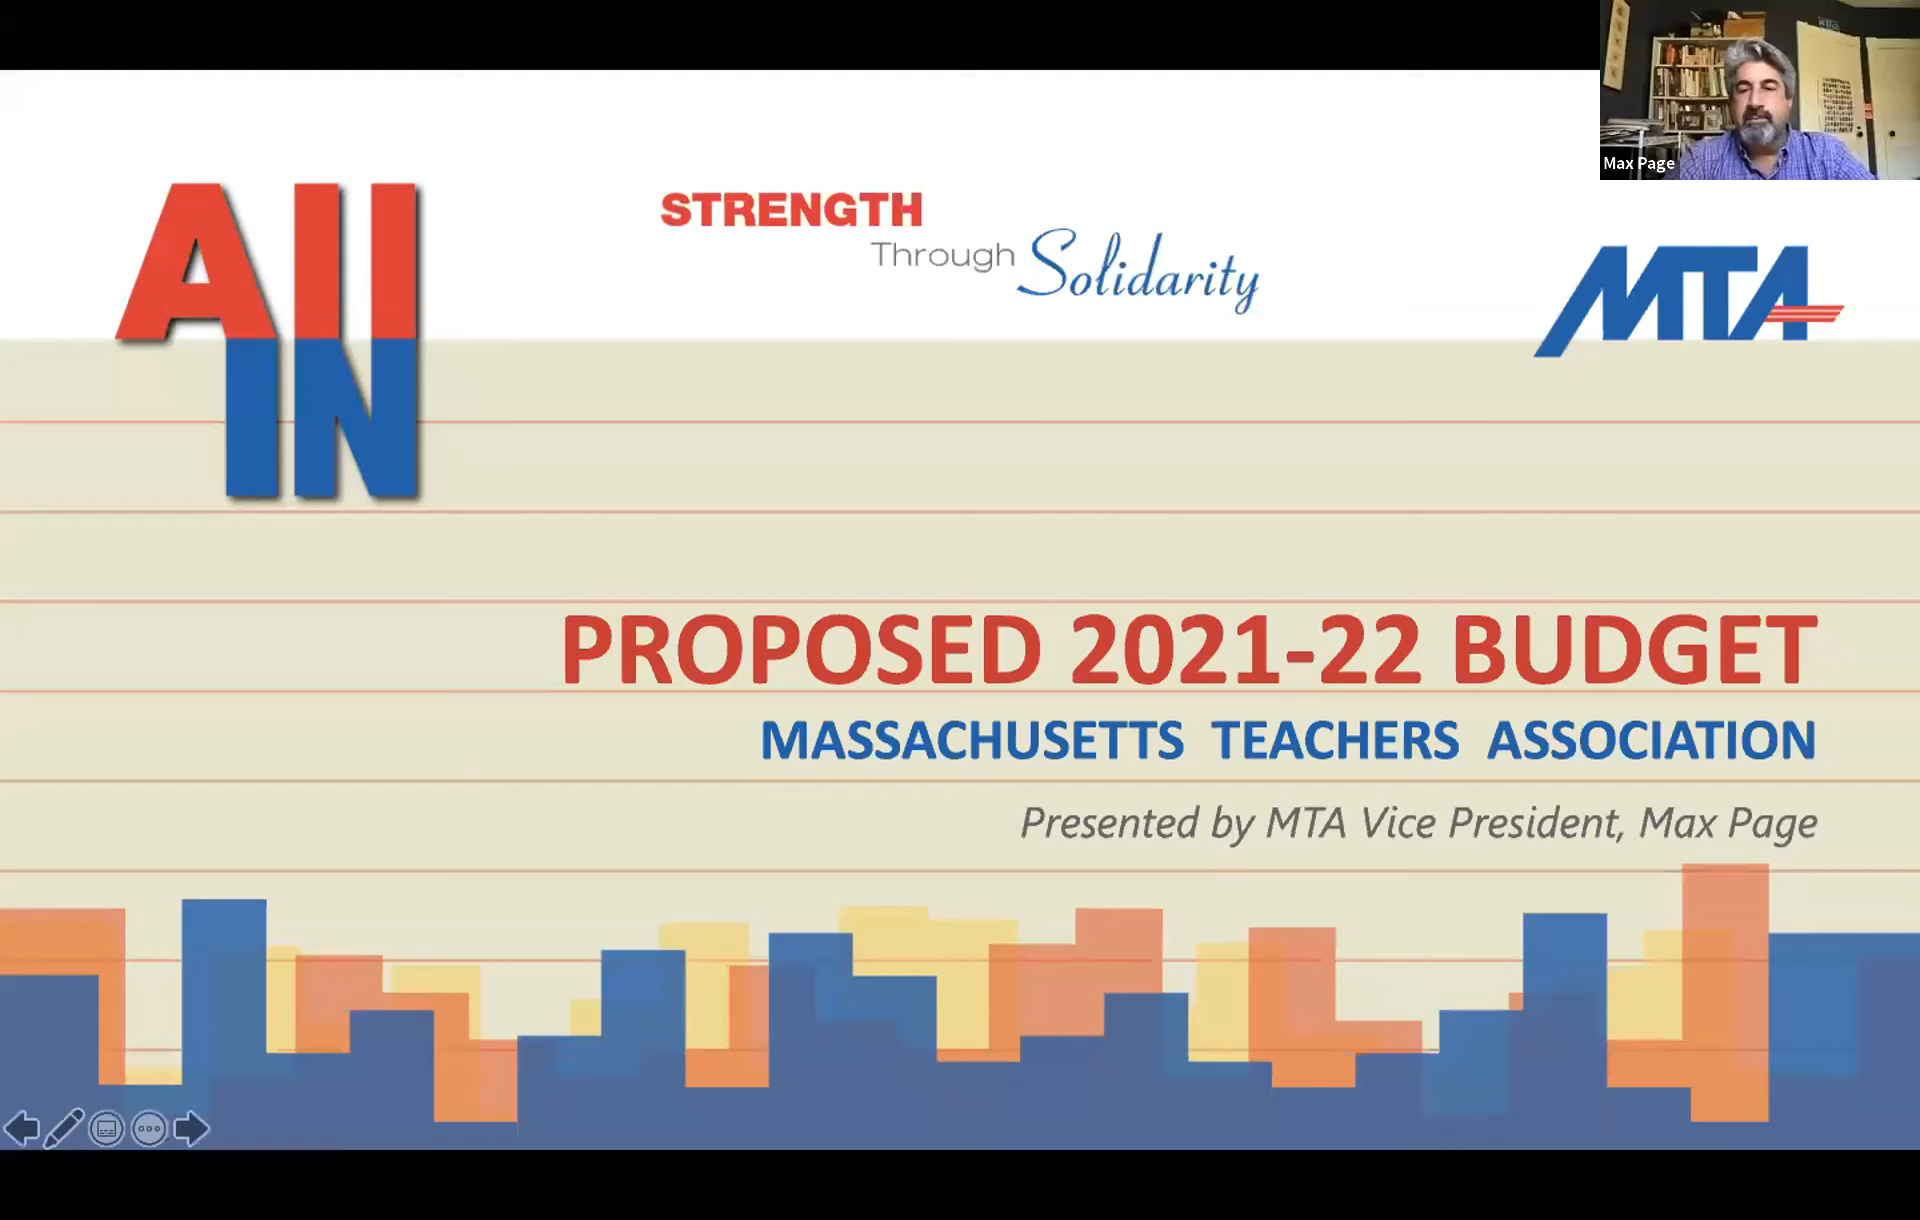 Max Page
All
IN
STRENGTH
Through Solidarity
MTA
PROPOSED 2021-22 BUDGET
MASSACHUSETTS TEACHERS ASSOCIATION
Presented by MTA Vice President, Max Page